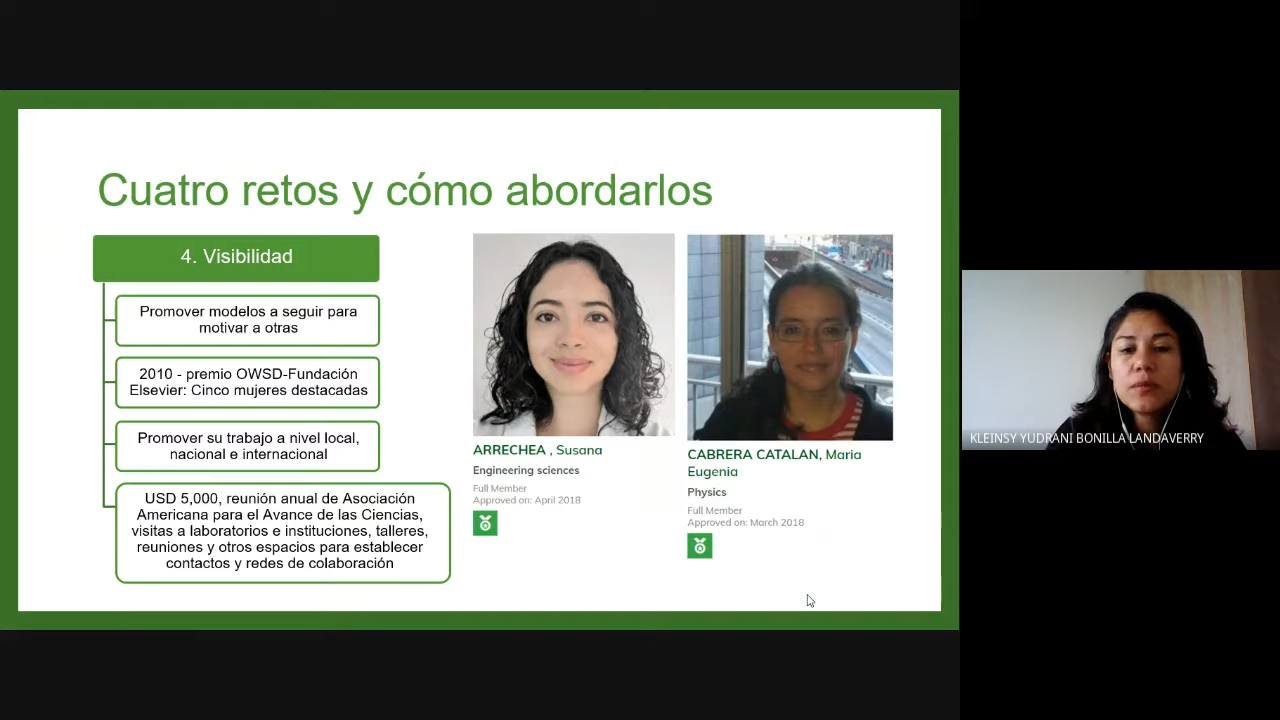 Cuatro retos y cómo abordarlos
4. Visibilidad
Promover modelos a seguir para
motivar a otras
2010 - premio OWSD-Fundación
Elsevier: Cinco mujeres destacadas
Promover su trabajo a nivel local,
nacional e internacional
USD 5,000, reunión anual de Asociación
Americana para el Avance de las Ciencias,
visitas a laboratorios e instituciones, talleres,
reuniones y otros espacios para establecer
contactos y redes de colaboración
ARRECHEA , Susana
Engineering sciences
Full Member
Approved on: April 2018
CABRERA CATALAN, Maria
Eugenia
Physics
Full Member
Approved on: March 2018
KLEINSY YUDRANI BONILLA LANDAVERRY